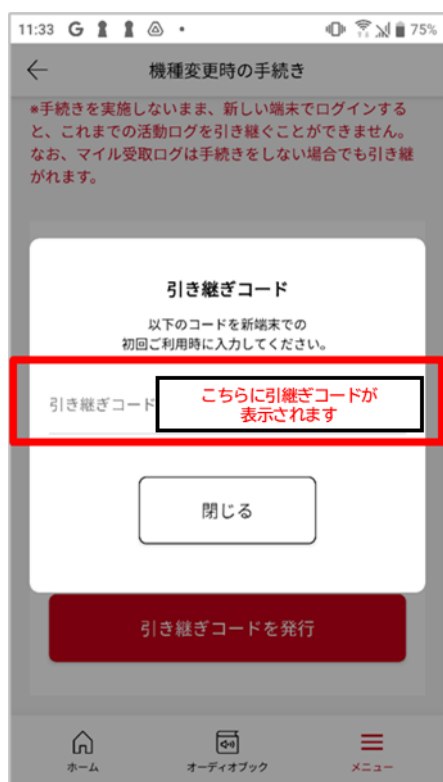 11:33 G
75%
機種変更時の手続き
※手続きを実施しないまま、新しい端末でログインする
と、これまでの活動ログを引き継ぐことができません。
なお、マイル受取ログは手続きをしない場合でも引き継
がれます。
引き継ぎコード
以下のコードを新端末での
初回ご利用時に入力してください。
引き継ぎコード
こちらに引継ぎコードが
表示されます
閉じる
引き継ぎコードを発行
ホーム
オーディオブック
メニュー